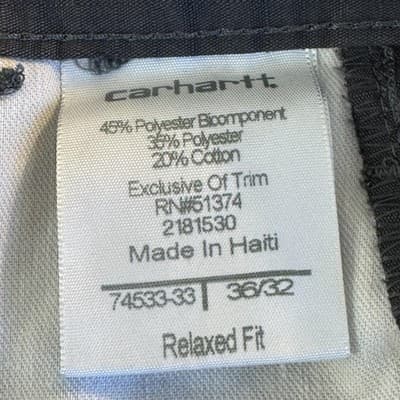 carhartt
45% Polyester Bicomponent
35% Polyester
20% Cotton
Exclusive Of Trim
RN#51374
2181530
Made In Haiti
74533-33 | 36/32
Relaxed Fit